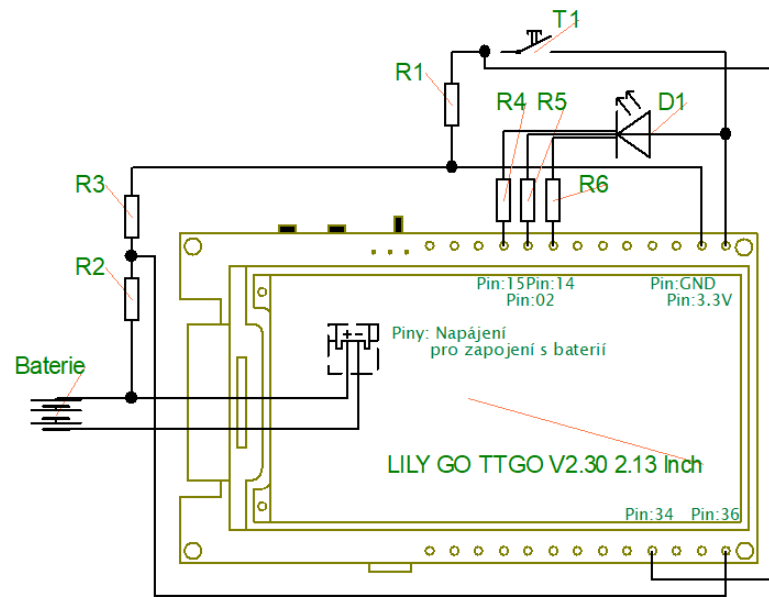 T1
R1
R4 R5
D1
R3
R6
R2
Pin:15Pin:14
Pin:02
Pin:GND
Pin:3.3V
+ -
Piny: Napájení
pro zapojení s baterií
Baterie
LILY GO TTGO V2.30 2.13 Inch
Pin:34 Pin:36